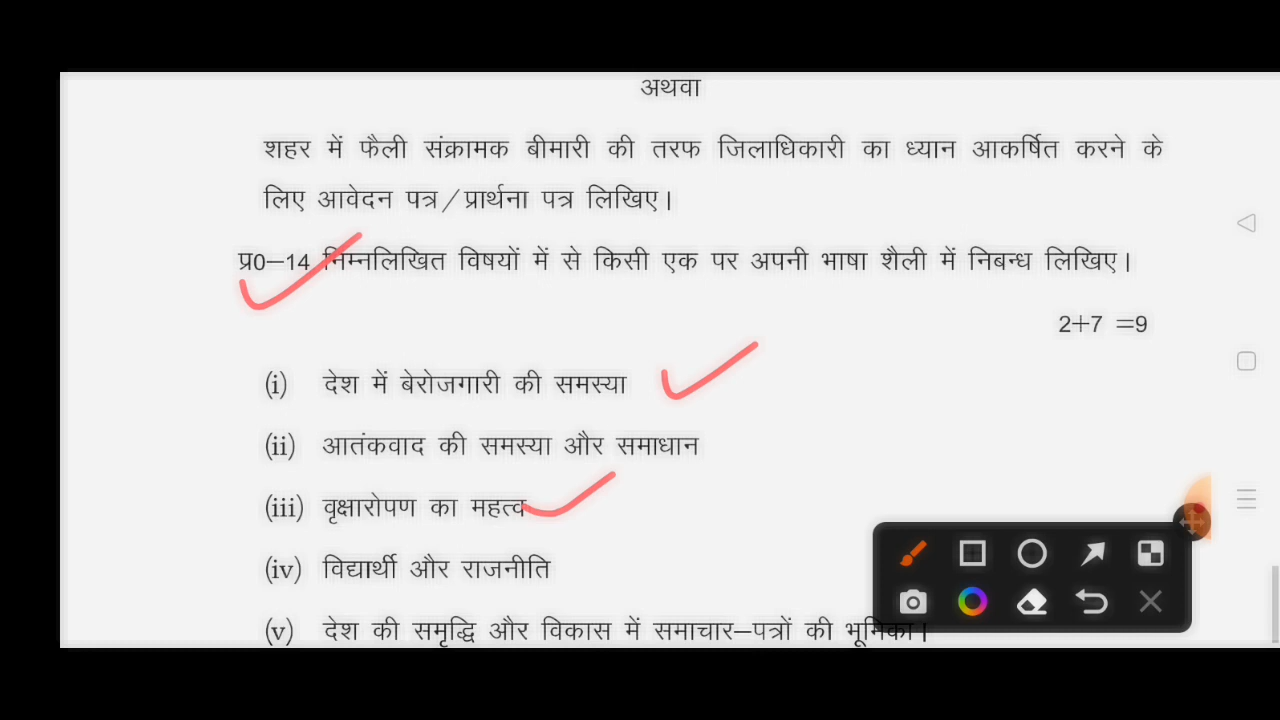 अथवा
शहर में फैली संक्रामक बीमारी की तरफ जिलाधिकारी का ध्यान आकर्षित करने के
लिए आवेदन पत्र/प्रार्थना पत्र लिखिए।
प्र0–14 निम्नलिखित विषयों में से किसी एक पर अपनी भाषा शैली में निबन्ध लिखिए।
2+7 =9
(i) देश में बेरोजगारी की समस्या
(ii) आतंकवाद की समस्या और समाधान
(iii) वृक्षारोपण का महत्व
(iv) विद्यार्थी और राजनीति
(v) देश की समृद्धि और विकास में समाचार–पत्रों की भूमिका।